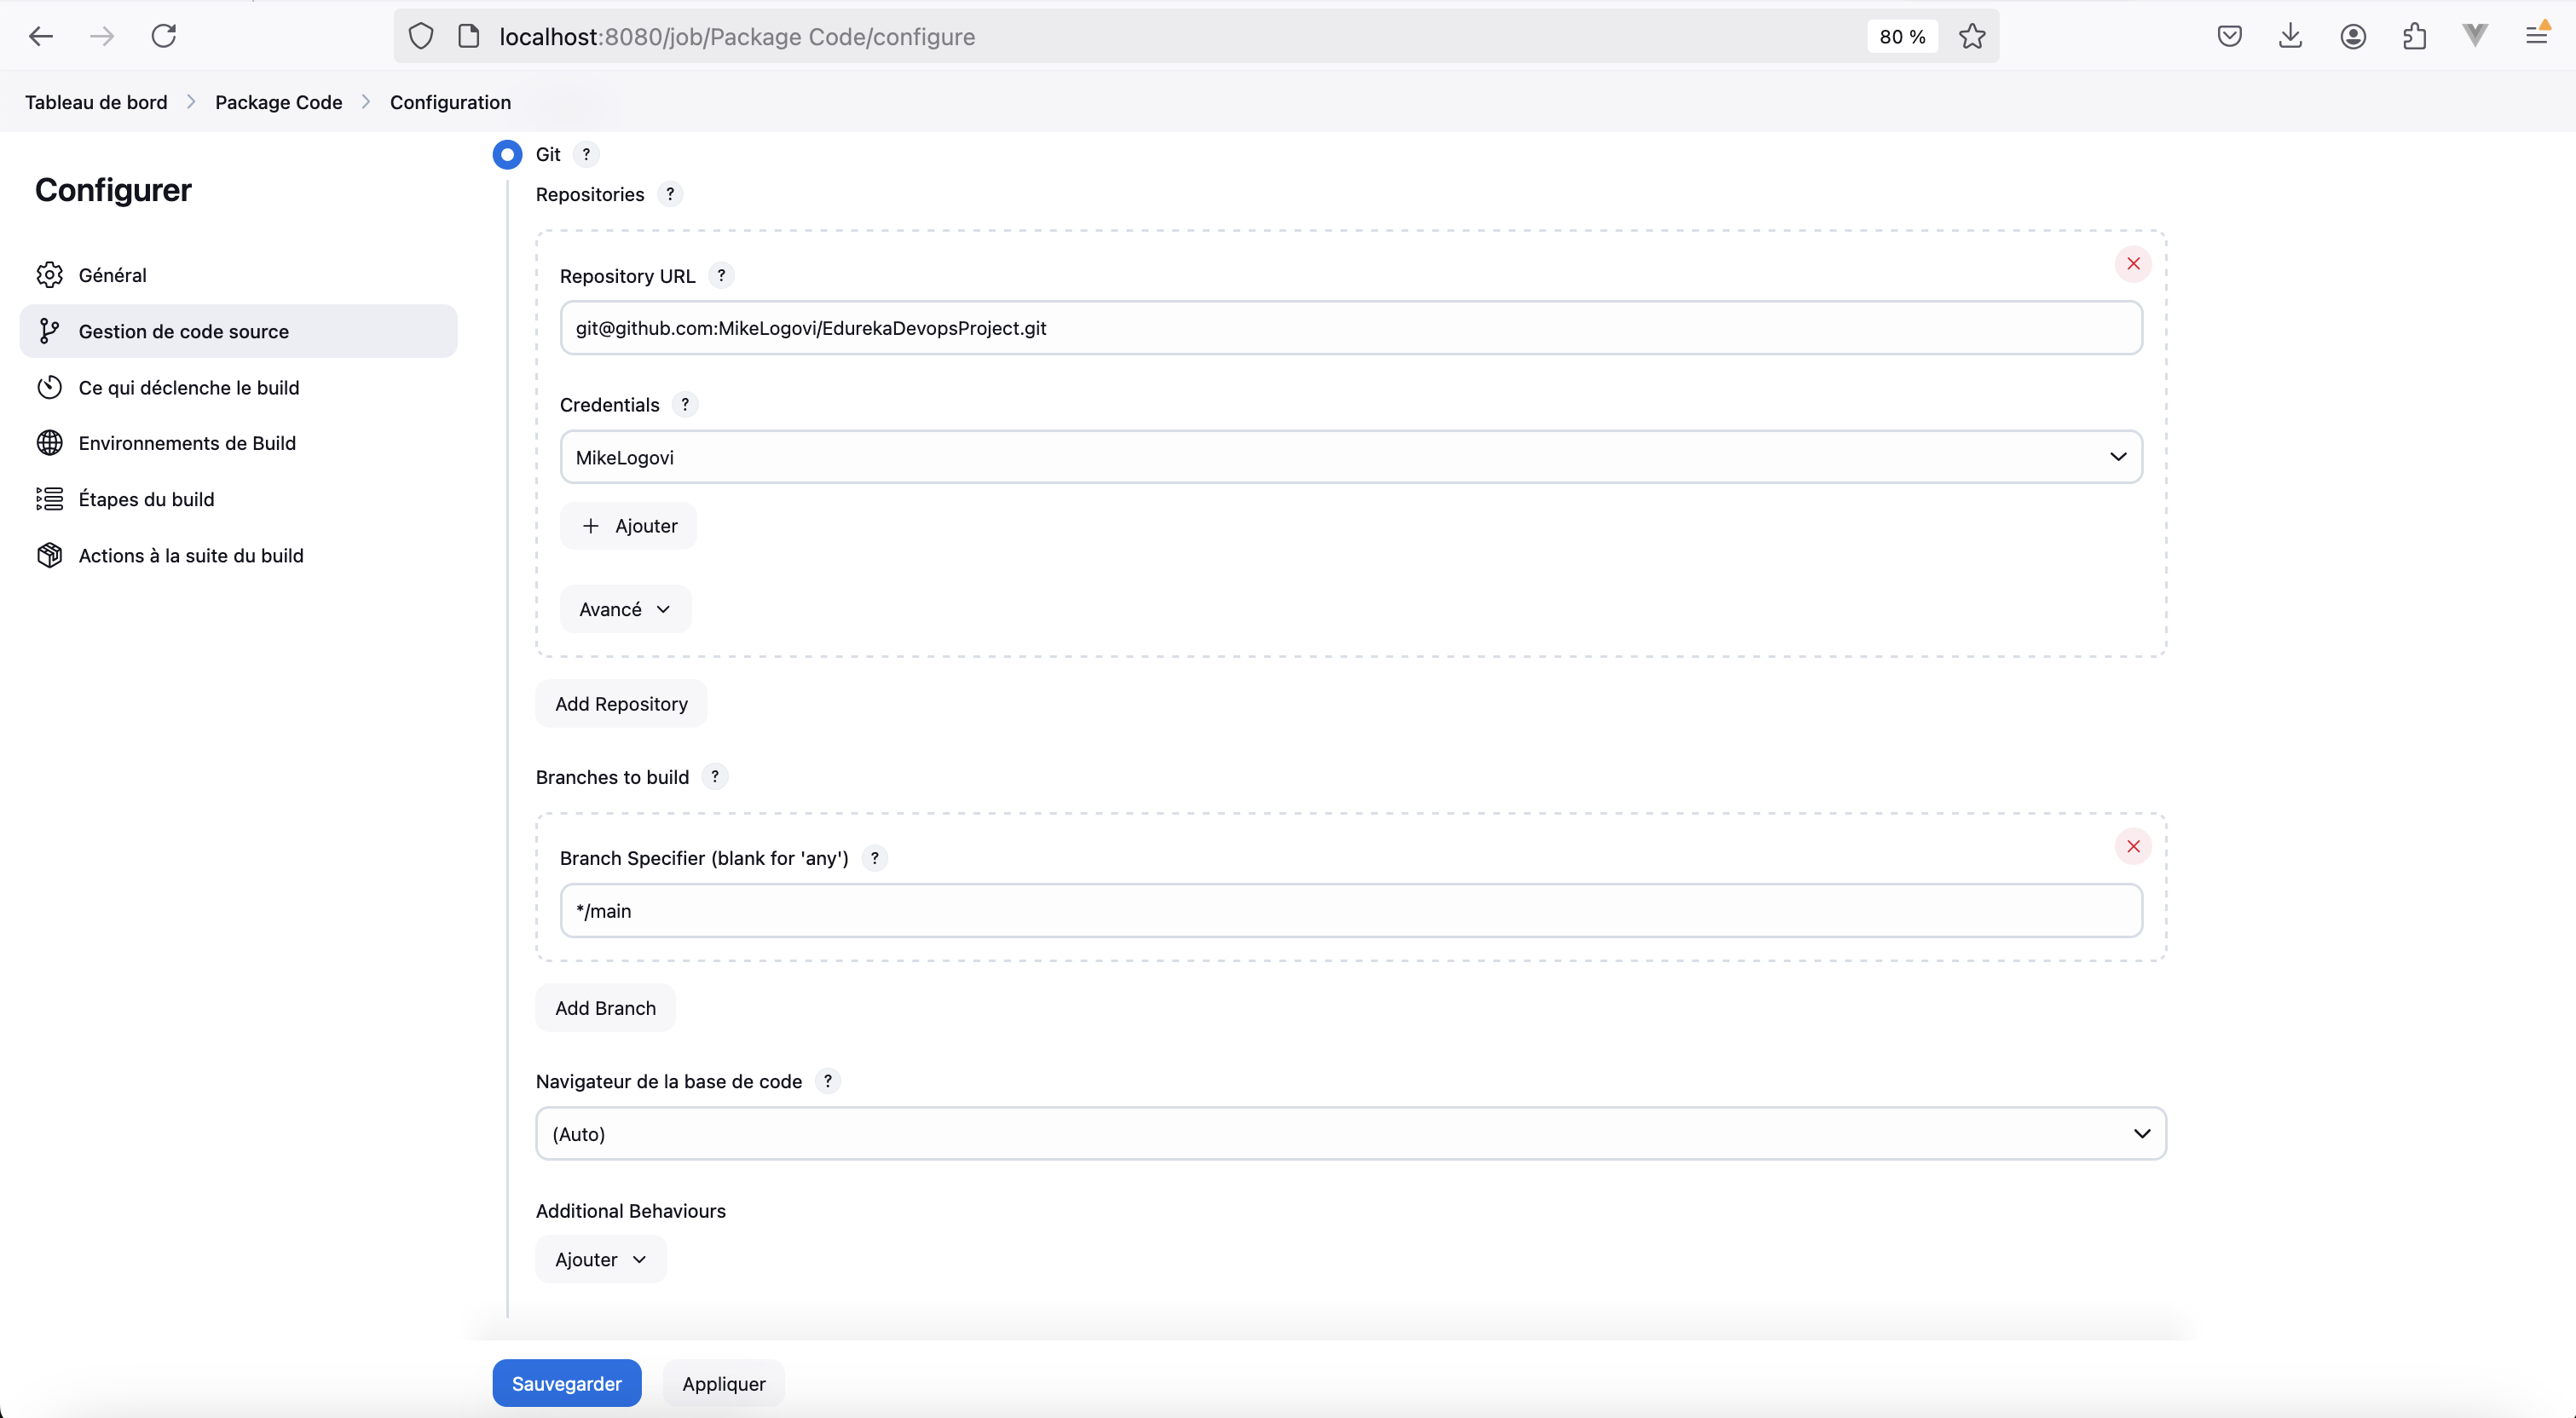 localhost:8080/job/Package Code/configure
80 %
Tableau de bord
Package Code
Configuration
Configurer
Général
Gestion de code source
Ce qui déclenche le build
Environnements de Build
Étapes du build
Actions à la suite du build
Git ?
Repositories ?
Repository URL ?
git@github.com:MikeLogovi/EdurekaDevopsProject.git
Credentials ?
MikeLogovi
+ Ajouter
Avancé
Add Repository
Branches to build ?
Branch Specifier (blank for 'any') ?
*/main
Add Branch
Navigateur de la base de code ?
(Auto)
Additional Behaviours
Ajouter
Sauvegarder
Appliquer